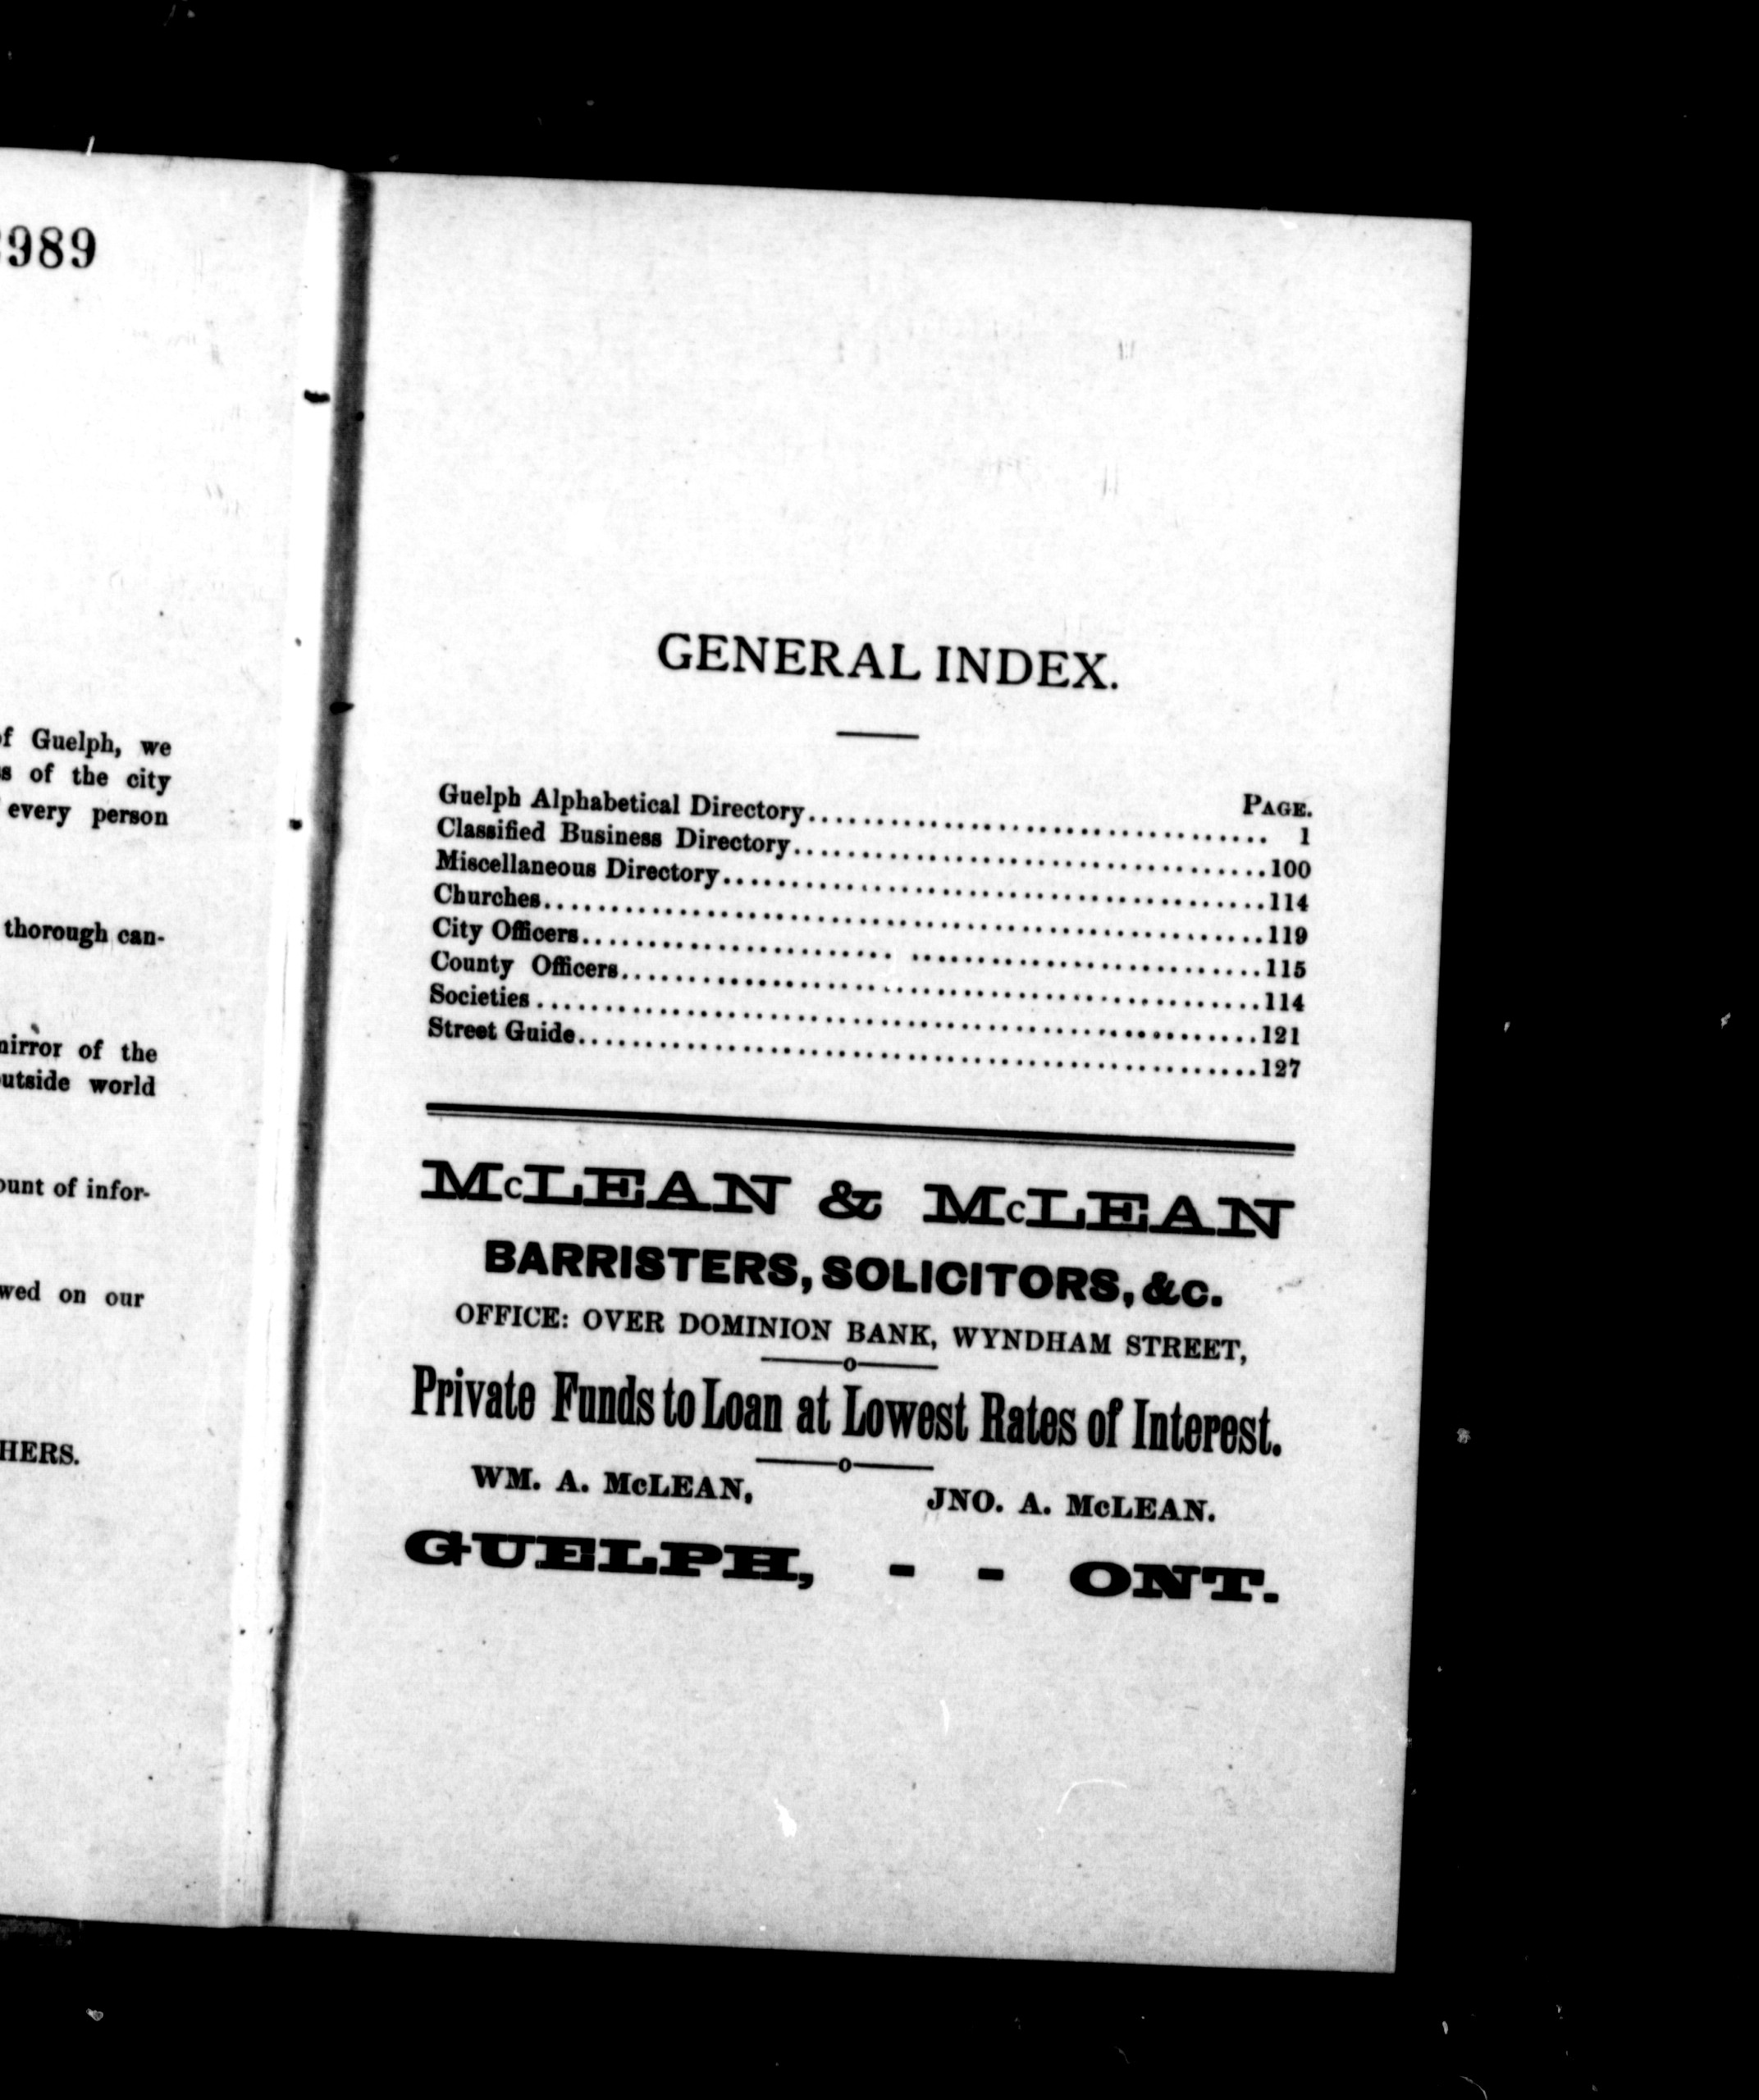 989
of Guelph, we
of the city
every person
thorough can-
mirror of the
outside world
of infor-
on our
GENERAL INDEX.
PAGE.
Guelph Alphabetical Directory.................................. 1
Classified Business Directory...................................100
Miscellaneous Directory........................................114
Churches.....................................................119
City Officers....................... ..........................115
County Officers...............................................114
Societies.....................................................121
Street Guide..................................................127
McLEAN & McLEAN
BARRISTERS, SOLICITORS, &c.
OFFICE: OVER DOMINION BANK, WYNDHAM STREET,
o
Private Funds to Loan at Lowest Rates of Interest.
o
WM. A. McLEAN, JNO. A. McLEAN.
GUELPH, - - ONT.